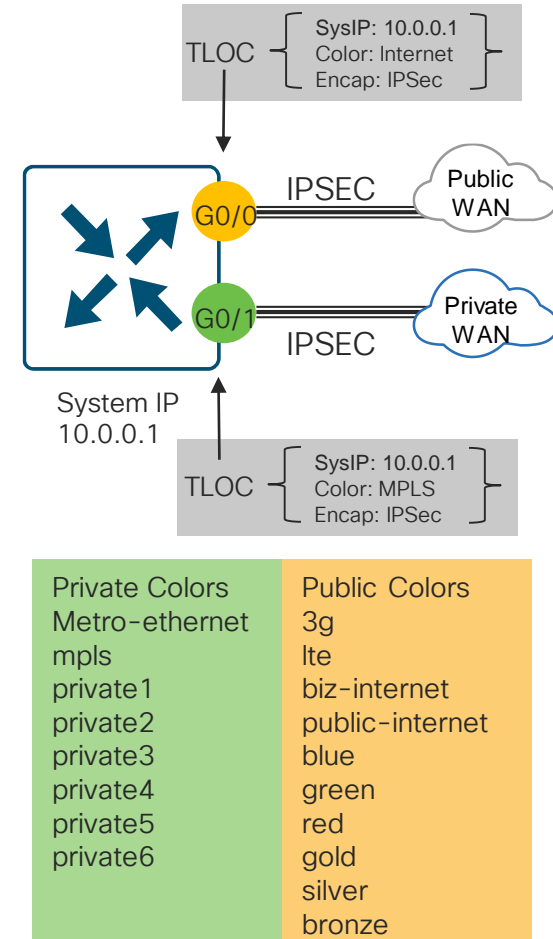 TLOC
SysIP: 10.0.0.1
Color: Internet
Encap: IPSec
G0/0
IPSEC
Public
WAN
G0/1
IPSEC
Private
WAN
System IP
10.0.0.1
TLOC
SysIP: 10.0.0.1
Color: MPLS
Encap: IPSec
Private Colors
Metro-ethernet
mpls
private1
private2
private3
private4
private5
private6
Public Colors
3g
lte
biz-internet
public-internet
blue
green
red
gold
silver
bronze